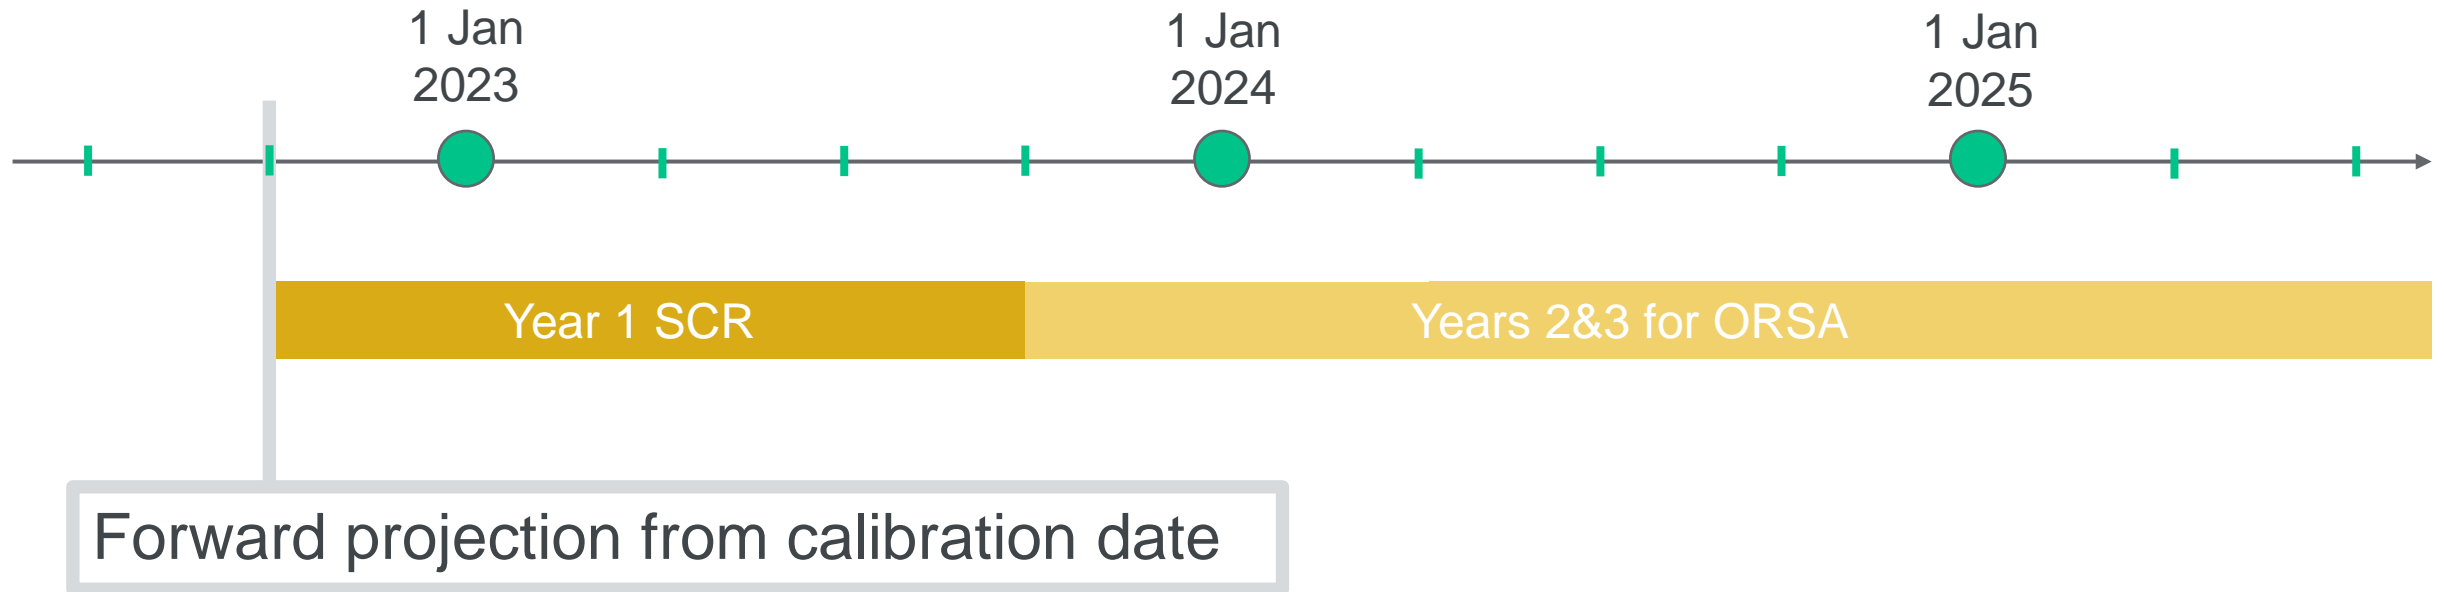 1 Jan
2023
1 Jan
2024
1 Jan
2025
Year 1 SCR
Years 2&3 for ORSA
Forward projection from calibration date